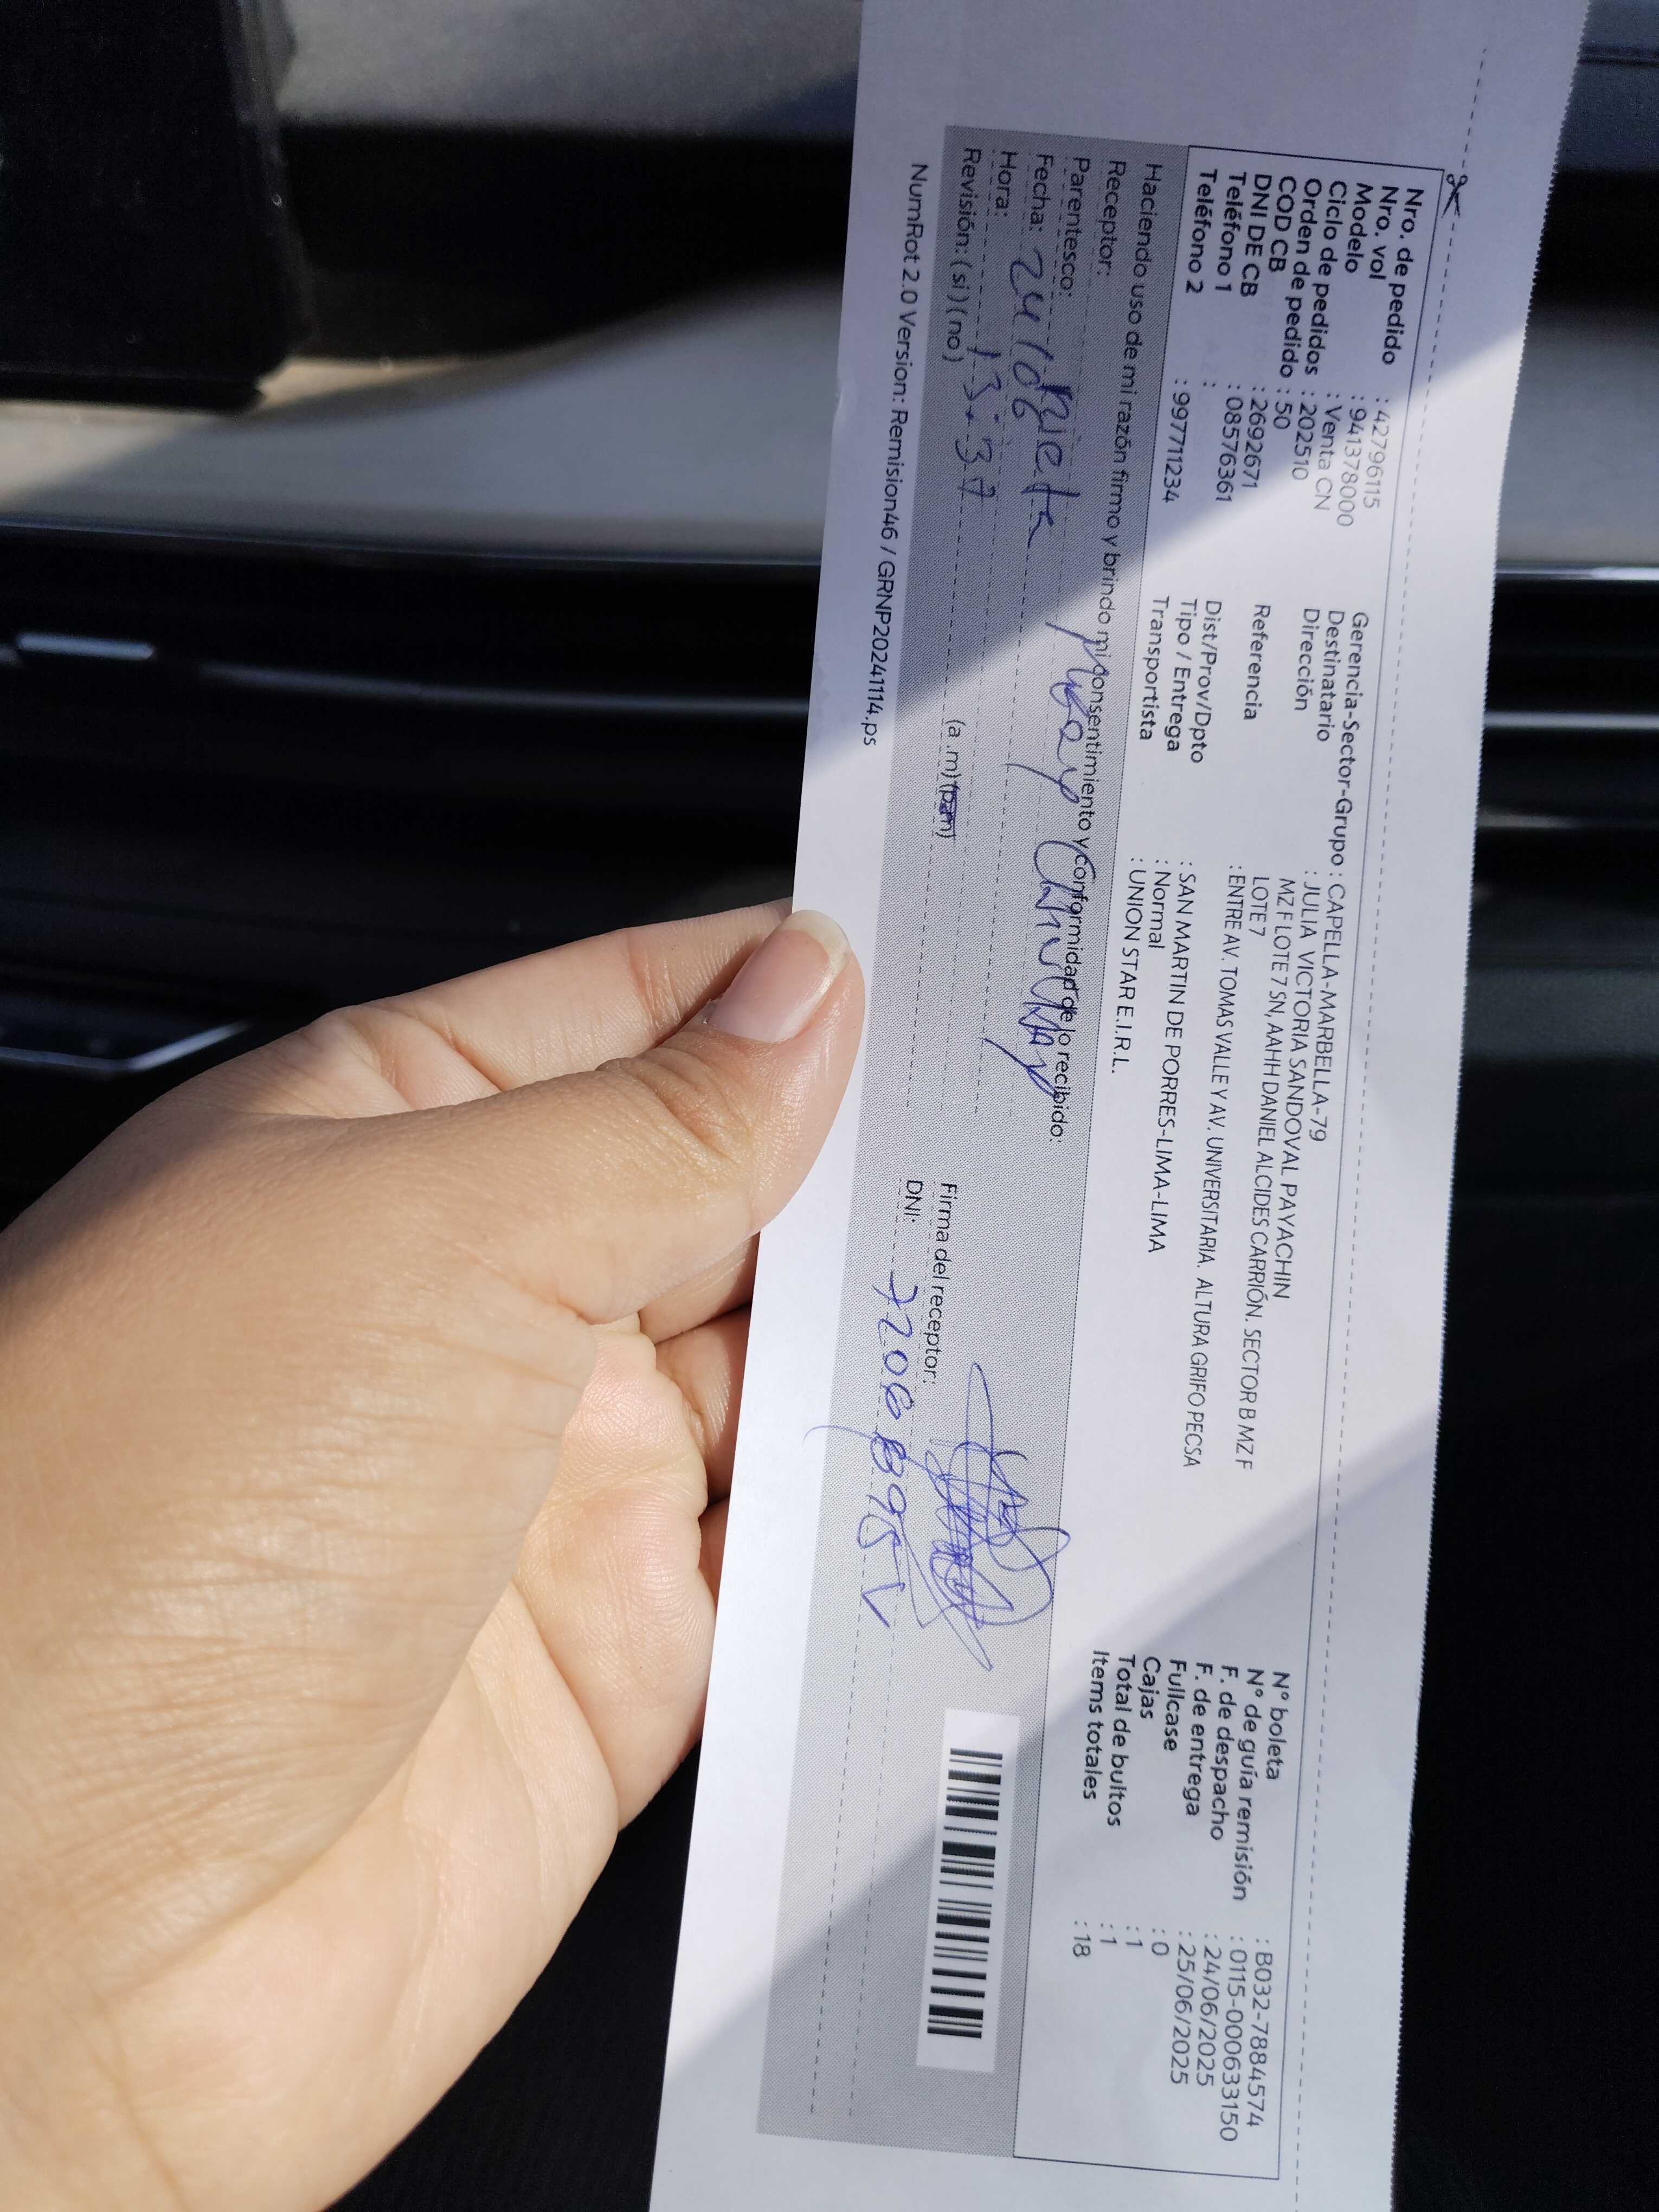 Nro. de pedido : 42796115
Nro. vol : 941378000
Modelo : Venta CN
Ciclo de pedidos : 202510
Orden de pedido : 50
COD CB : 2692671
DNI DE CB : 08576361
Teléfono 1 :
Teléfono 2 : 997711234
Gerencia-Sector-Grupo : CAPELLA-MARBELLA-79
Destinatario : JULIA VICTORIA SANDOVAL PAYACHIN
Dirección MZ F LOTE 7 SN, AAHH DANIEL ALCIDES CARRIÓN. SECTOR B MZ F
LOTE 7
Referencia : ENTRE AV. TOMAS VALLE Y AV. UNIVERSITARIA. ALTURA GRIFO PECSA
Dist/Prov/Dpto : SAN MARTIN DE PORRES-LIMA-LIMA
Tipo / Entrega : Normal
Transportista : UNION STAR E.I.R.L.
N° boleta : B032-7884574
N° de guía remisión : 0115-000633150
F. de despacho : 24/06/2025
F. de entrega : 25/06/2025
Fullcase : 0
Cajas : 1
Total de bultos : 1
Items totales : 18
Haciendo uso de mi razón firmo y brindo mi consentimiento y conformidad de lo recibido:
Receptor:
Parentesco: Nieta
Fecha: 24/06
Hora: 13:37 (a .m) (p.m)
Revisión: ( si ) ( no )
Firma del receptor:
DNI:
NumRot 2.0 Version: Remision46 / GRNP20241114.ps